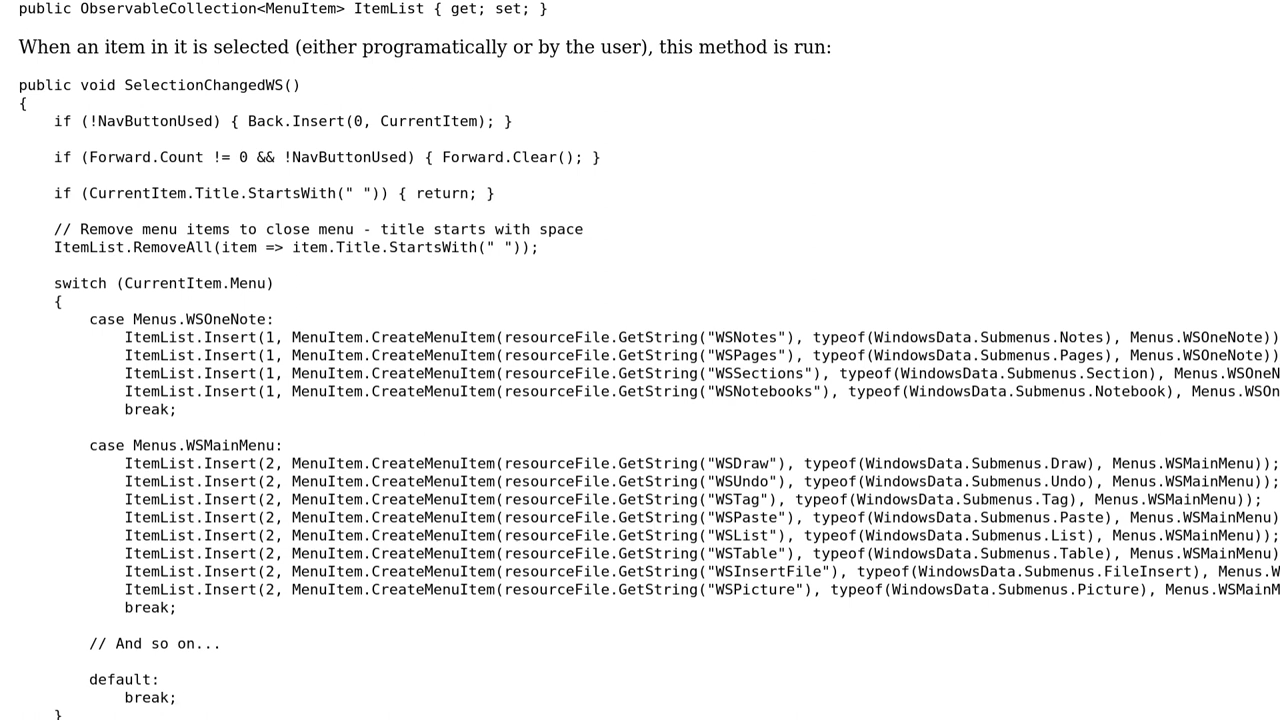 public ObservableCollection<MenuItem> ItemList { get; set; }
When an item in it is selected (either programatically or by the user), this method is run:
public void SelectionChangedWS()
{
    if (!NavButtonUsed) { Back.Insert(0, CurrentItem); }
    if (Forward.Count != 0 && !NavButtonUsed) { Forward.Clear(); }
    if (CurrentItem.Title.StartsWith(" ")) { return; }
    // Remove menu items to close menu - title starts with space
    ItemList.RemoveAll(item => item.Title.StartsWith(" "));
    switch (CurrentItem.Menu)
    {
        case Menus.WSOneNote:
            ItemList.Insert(1, MenuItem.CreateMenuItem(resourceFile.GetString("WSNotes"), typeof(WindowsData.Submenus.Notes), Menus.WSOneNote))
            ItemList.Insert(1, MenuItem.CreateMenuItem(resourceFile.GetString("WSPages"), typeof(WindowsData.Submenus.Pages), Menus.WSOneNote))
            ItemList.Insert(1, MenuItem.CreateMenuItem(resourceFile.GetString("WSSections"), typeof(WindowsData.Submenus.Section), Menus.WSOneN
            ItemList.Insert(1, MenuItem.CreateMenuItem(resourceFile.GetString("WSNotebooks"), typeof(WindowsData.Submenus.Notebook), Menus.WSOn
            break;
        case Menus.WSMainMenu:
            ItemList.Insert(2, MenuItem.CreateMenuItem(resourceFile.GetString("WSDraw"), typeof(WindowsData.Submenus.Draw), Menus.WSMainMenu));
            ItemList.Insert(2, MenuItem.CreateMenuItem(resourceFile.GetString("WSUndo"), typeof(WindowsData.Submenus.Undo), Menus.WSMainMenu));
            ItemList.Insert(2, MenuItem.CreateMenuItem(resourceFile.GetString("WSTag"), typeof(WindowsData.Submenus.Tag), Menus.WSMainMenu));
            ItemList.Insert(2, MenuItem.CreateMenuItem(resourceFile.GetString("WSPaste"), typeof(WindowsData.Submenus.Paste), Menus.WSMainMenu)
            ItemList.Insert(2, MenuItem.CreateMenuItem(resourceFile.GetString("WSList"), typeof(WindowsData.Submenus.List), Menus.WSMainMenu));
            ItemList.Insert(2, MenuItem.CreateMenuItem(resourceFile.GetString("WSTable"), typeof(WindowsData.Submenus.Table), Menus.WSMainMenu)
            ItemList.Insert(2, MenuItem.CreateMenuItem(resourceFile.GetString("WSInsertFile"), typeof(WindowsData.Submenus.FileInsert), Menus.W
            ItemList.Insert(2, MenuItem.CreateMenuItem(resourceFile.GetString("WSPicture"), typeof(WindowsData.Submenus.Picture), Menus.WSMainM
            break;
        // And so on...
        default:
            break;
    }